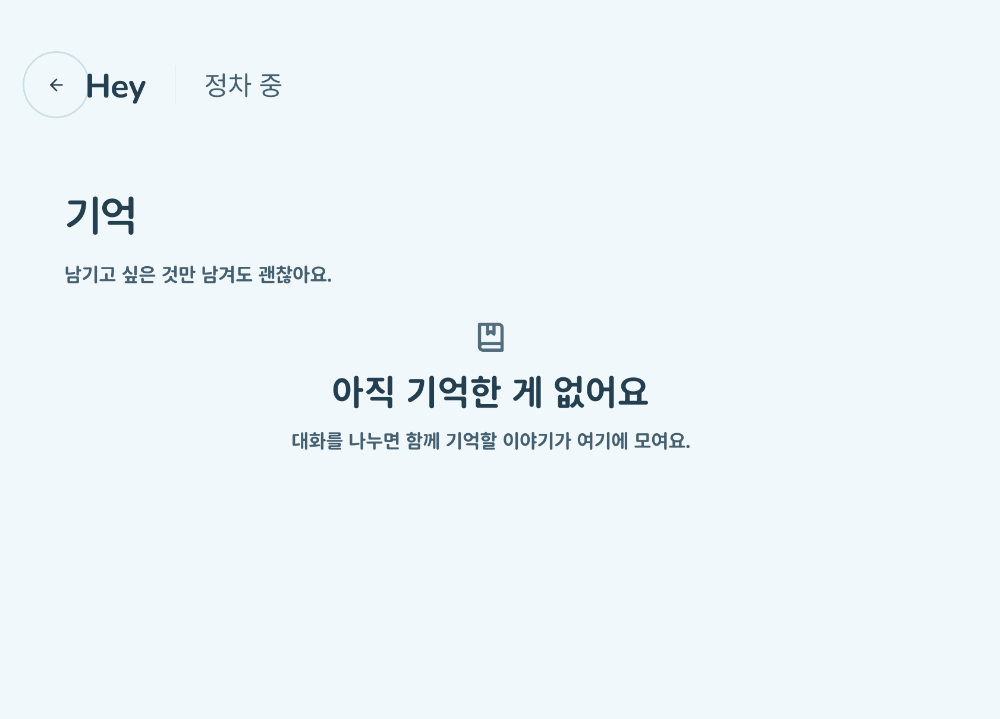 Hey 정차 중
기억
남기고 싶은 것만 남겨도 괜찮아요.
아직 기억한 게 없어요
대화를 나누면 함께 기억할 이야기가 여기에 모여요.